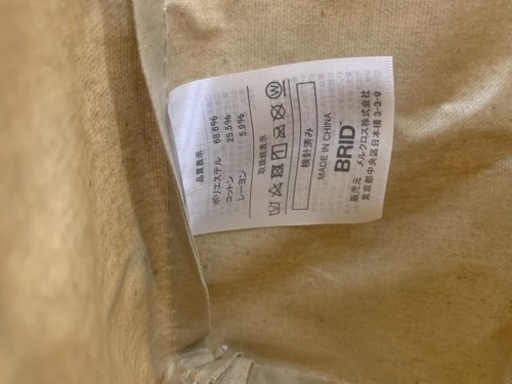 品質表示
ポリエステル 68.6%
コットン 25.5%
レーヨン 5.9%
取扱絵表示
検針済み
MADE IN CHINA
BRID™
販売元 メルクロス株式会社
東京都中央区日本橋3-3-9